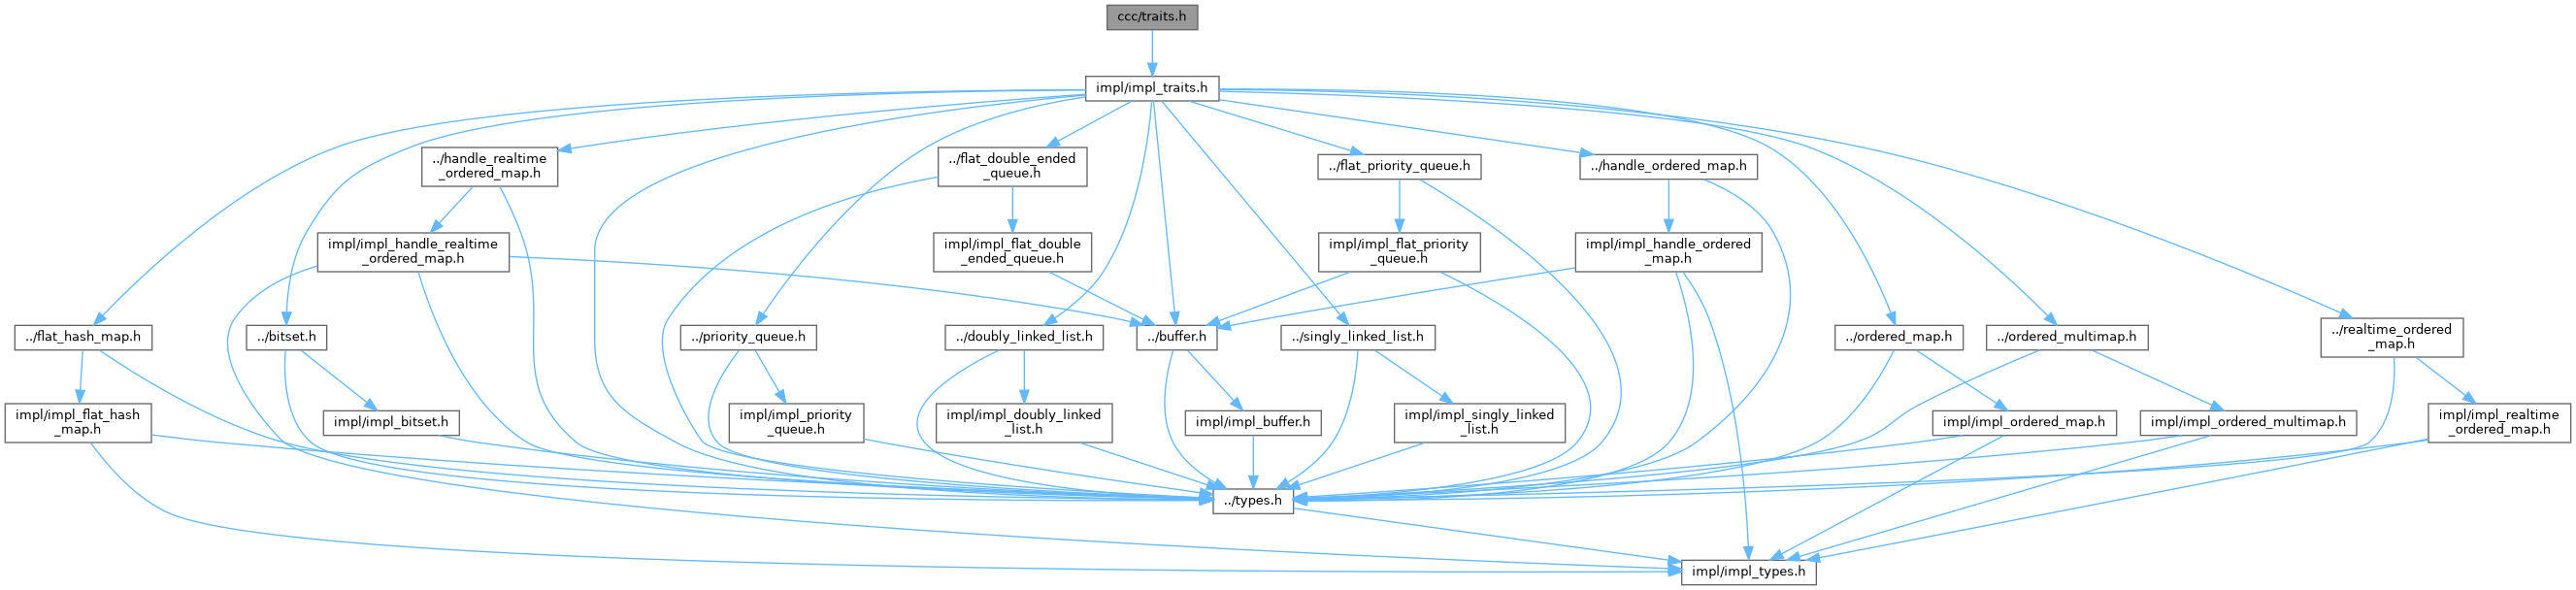 ccc/traits.h
impl/impl_traits.h
../handle_realtime
_ordered_map.h
../flat_double_ended
_queue.h
../flat_priority_queue.h
../handle_ordered_map.h
impl/impl_handle_realtime
_ordered_map.h
impl/impl_flat_double
_ended_queue.h
impl/impl_flat_priority
_queue.h
impl/impl_handle_ordered
_map.h
../flat_hash_map.h
../bitset.h
../priority_queue.h
../doubly_linked_list.h
../buffer.h
../singly_linked_list.h
../ordered_map.h
../ordered_multimap.h
../realtime_ordered
_map.h
impl/impl_flat_hash
_map.h
impl/impl_bitset.h
impl/impl_priority
_queue.h
impl/impl_doubly_linked
_list.h
impl/impl_buffer.h
impl/impl_singly_linked
_list.h
impl/impl_ordered_map.h
impl/impl_ordered_multimap.h
impl/impl_realtime
_ordered_map.h
../types.h
impl/impl_types.h